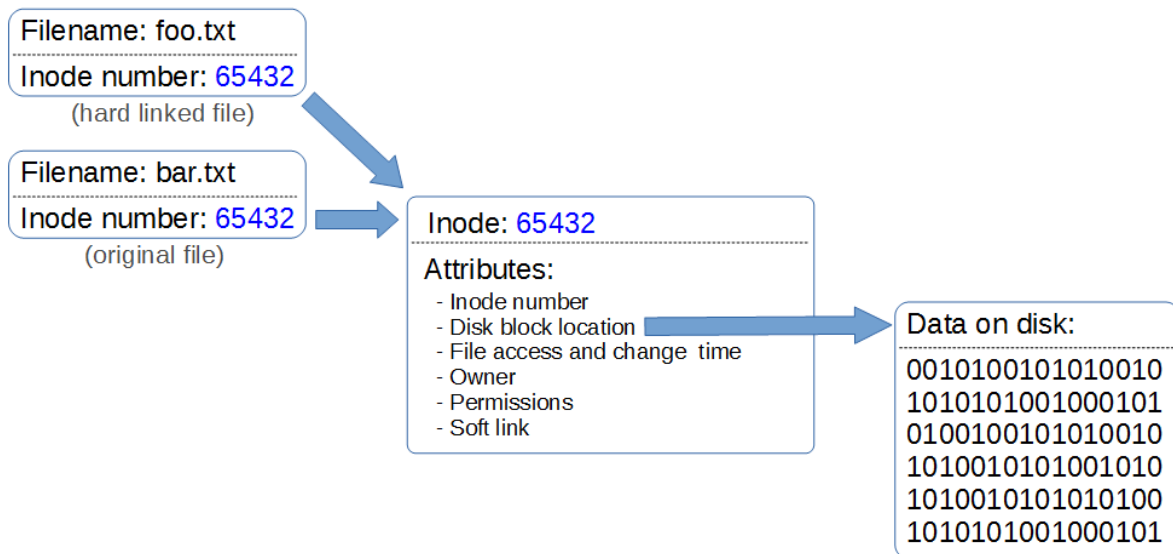 Filename: foo.txt
Inode number: 65432
(hard linked file)
Filename: bar.txt
Inode number: 65432
(original file)
Inode: 65432
Attributes:
- Inode number
- Disk block location
- File access and change time
- Owner
- Permissions
- Soft link
Data on disk:
0010100101010010
1010101001000101
0100100101010010
1010010101001010
1010010101010100
1010101001000101